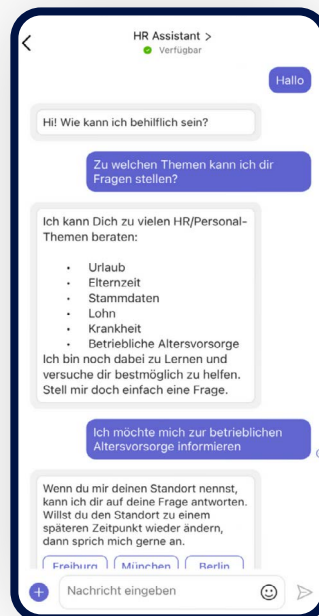 HR Assistant >
Verfügbar
Hallo
Hi! Wie kann ich behilflich sein?
Zu welchen Themen kann ich dir
Fragen stellen?
Ich kann Dich zu vielen HR/Personal-
Themen beraten:
• Urlaub
• Elternzeit
• Stammdaten
• Lohn
• Krankheit
• Betriebliche Altersvorsorge
Ich bin noch dabei zu Lernen und
versuche dir bestmöglich zu helfen.
Stell mir doch einfach eine Frage.
Ich möchte mich zur betrieblichen
Altersvorsorge informieren
Wenn du mir deinen Standort nennst,
kann ich dir auf deine Frage antworten.
Willst du den Standort zu einem
späteren Zeitpunkt wieder ändern,
dann sprich mich gerne an.
Freiburg München Berlin
Nachricht eingeben